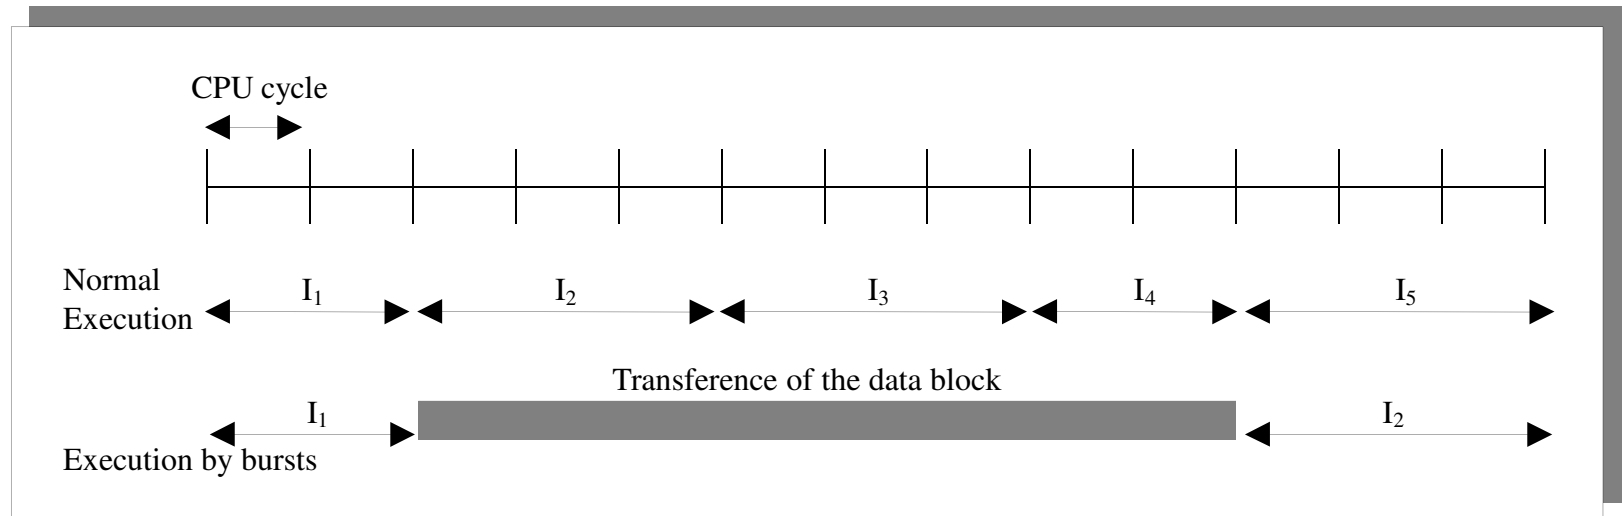 CPU cycle
Normal
Execution
I₁ I₂ I₃ I₄ I₅
Transference of the data block
I₁ I₂
Execution by bursts